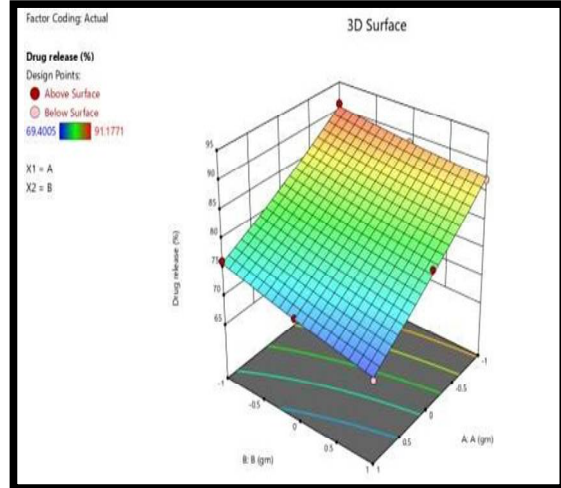 Factor Coding: Actual
3D Surface
Drug release (%)
Design Points:
Above Surface
Below Surface
69.4005 91.1771
X1 = A
X2 = B
95
90
85
80
75
70
65
Drug release (%)
-1
-0.5
0
0.5
1
B: B (gm)
1
0.5
0
-0.5
-1
A: A (gm)